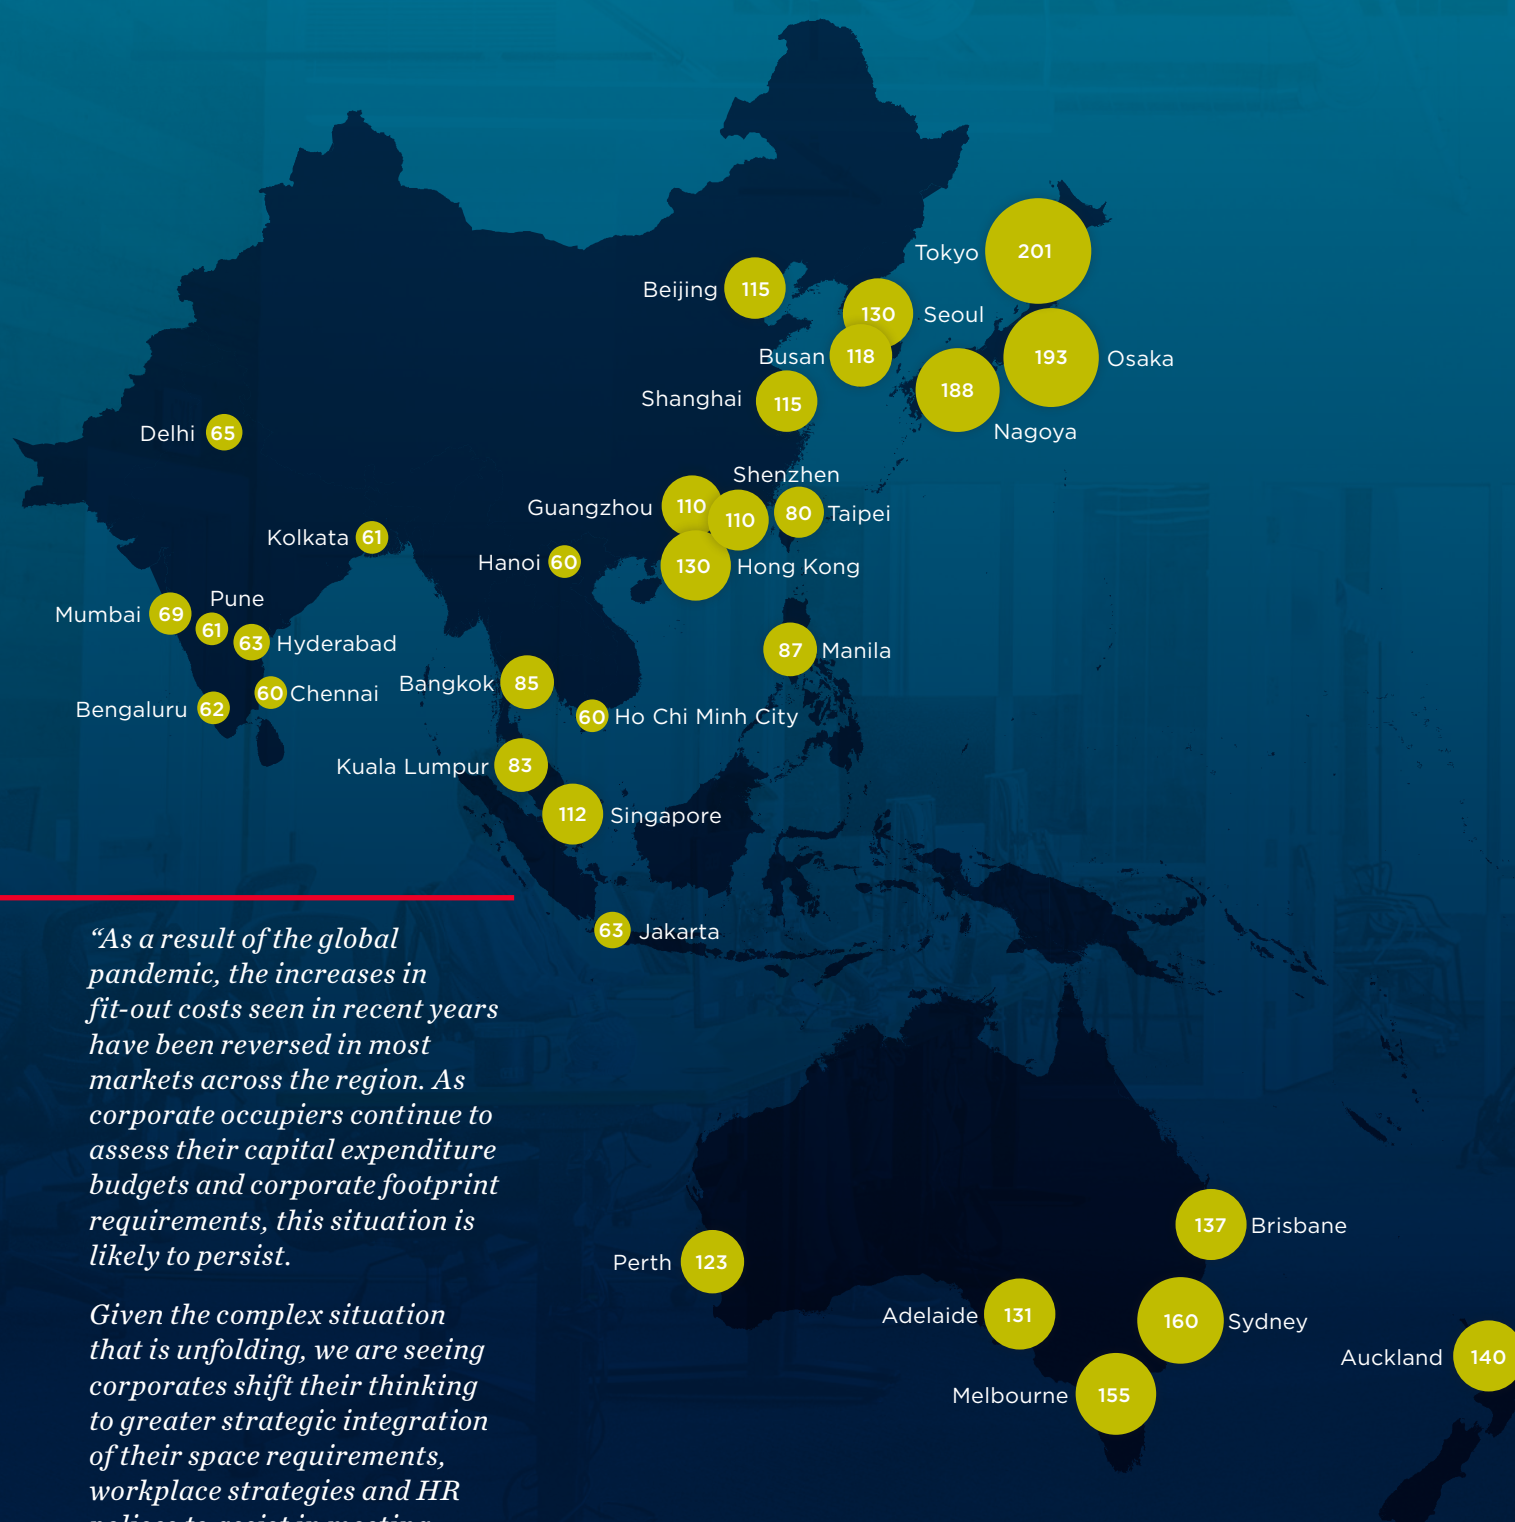 Tokyo 201
Beijing 115
130 Seoul
Busan 118
193 Osaka
188
Nagoya
Shanghai 115
Delhi 65
Shenzhen
110
Guangzhou 110
80 Taipei
Kolkata 61
Hanoi 60
130 Hong Kong
Pune
61
Mumbai 69
63 Hyderabad
87 Manila
Bangkok 85
60 Chennai
Bengaluru 62
60 Ho Chi Minh City
Kuala Lumpur 83
112 Singapore
63 Jakarta
“As a result of the global
pandemic, the increases in
fit-out costs seen in recent years
have been reversed in most
markets across the region. As
corporate occupiers continue to
assess their capital expenditure
budgets and corporate footprint
requirements, this situation is
likely to persist.
Given the complex situation
that is unfolding, we are seeing
corporates shift their thinking
to greater strategic integration
of their space requirements,
workplace strategies and HR
137 Brisbane
Perth 123
Adelaide 131
160 Sydney
Auckland 140
Melbourne 155